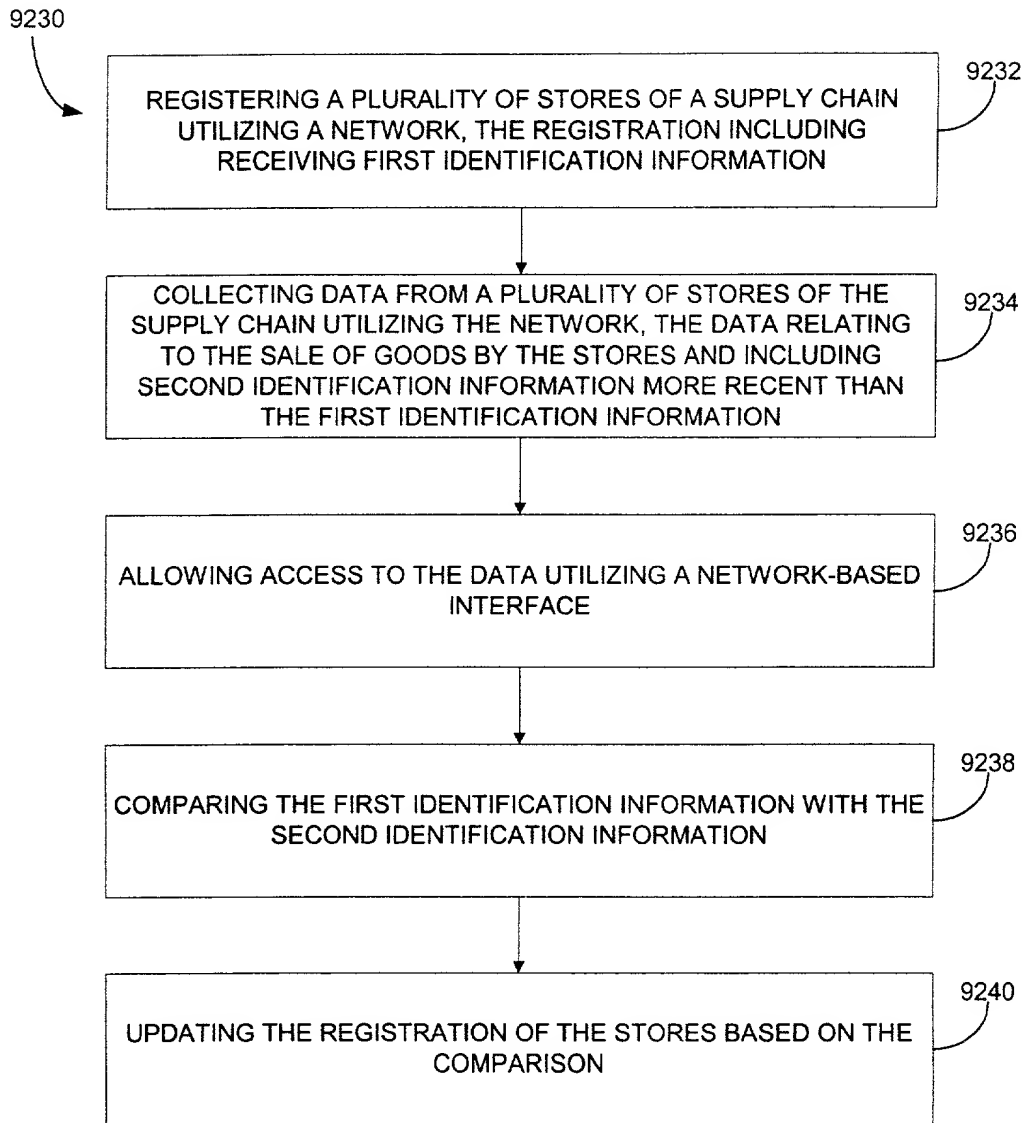 9230
9232
REGISTERING A PLURALITY OF STORES OF A SUPPLY CHAIN
UTILIZING A NETWORK, THE REGISTRATION INCLUDING
RECEIVING FIRST IDENTIFICATION INFORMATION
9234
COLLECTING DATA FROM A PLURALITY OF STORES OF THE
SUPPLY CHAIN UTILIZING THE NETWORK, THE DATA RELATING
TO THE SALE OF GOODS BY THE STORES AND INCLUDING
SECOND IDENTIFICATION INFORMATION MORE RECENT THAN
THE FIRST IDENTIFICATION INFORMATION
9236
ALLOWING ACCESS TO THE DATA UTILIZING A NETWORK-BASED
INTERFACE
9238
COMPARING THE FIRST IDENTIFICATION INFORMATION WITH THE
SECOND IDENTIFICATION INFORMATION
9240
UPDATING THE REGISTRATION OF THE STORES BASED ON THE
COMPARISON